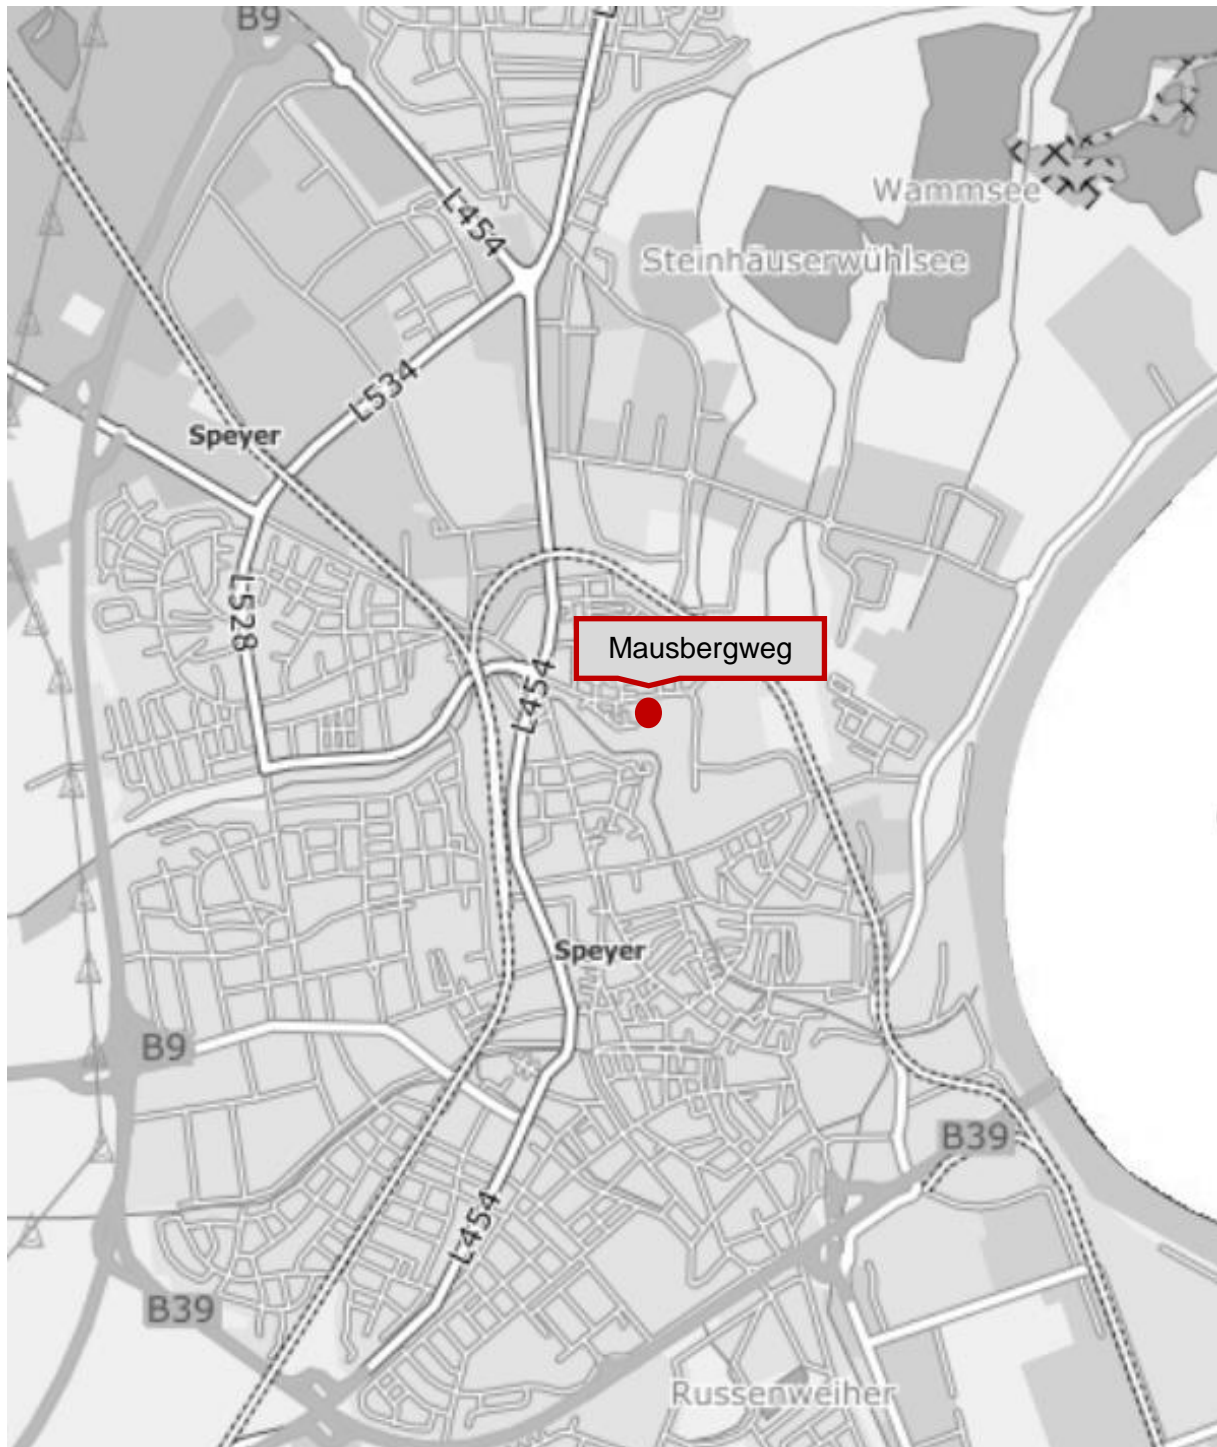 B9
L454
Wammsee
Steinhäuserwühlsee
L534
Speyer
L528
Mausbergweg
L454
Speyer
B9
B39
L454
B39
Russenweiher